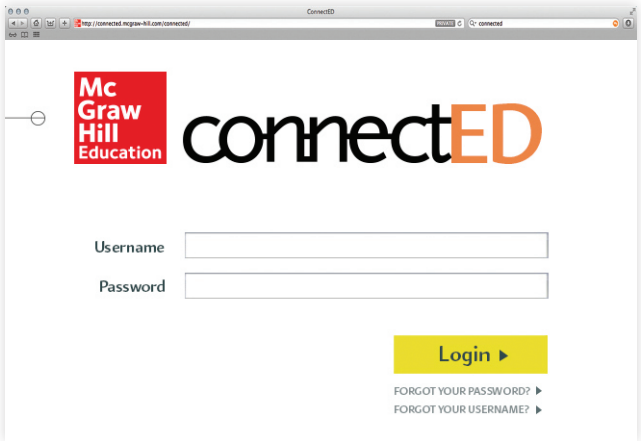 ConnectED
http://connected.mcgraw-hill.com/connected/
PRIVATE
connected
Mc
Graw
Hill
Education
connectED
Username
Password
Login
FORGOT YOUR PASSWORD?
FORGOT YOUR USERNAME?